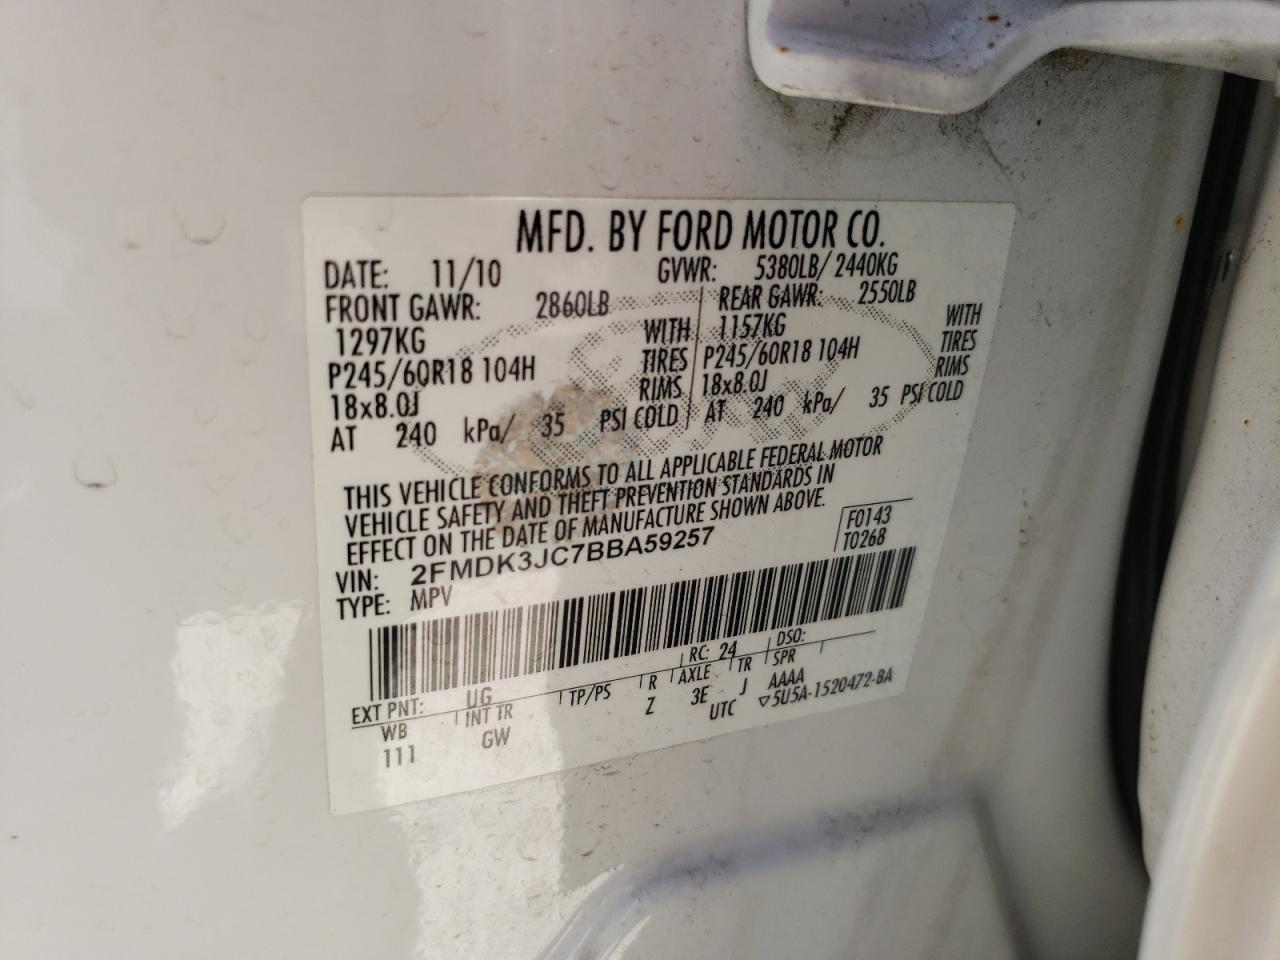 MFD. BY FORD MOTOR CO.
DATE: 11/10 GVWR: 5380LB/ 2440KG
FRONT GAWR: 2860LB REAR GAWR: 2550LB
1297KG WITH 1157KG WITH
P245/60R18 104H TIRES P245/60R18 104H TIRES
18x8.0J RIMS 18x8.0J RIMS
AT 240 kPa/ 35 PSI COLD AT 240 kPa/ 35 PSI COLD
THIS VEHICLE CONFORMS TO ALL APPLICABLE FEDERAL MOTOR
VEHICLE SAFETY AND THEFT PREVENTION STANDARDS IN
EFFECT ON THE DATE OF MANUFACTURE SHOWN ABOVE.
F0143
VIN: 2FMDK3JC7BBA59257 T0268
TYPE: MPV
RC: 24 DSO:
EXT PNT: UG
WB INT TR TP/PS R AXLE TR SPR
111 GW Z 3E J AAAA
UTC ▽5U5A-1520472-BA